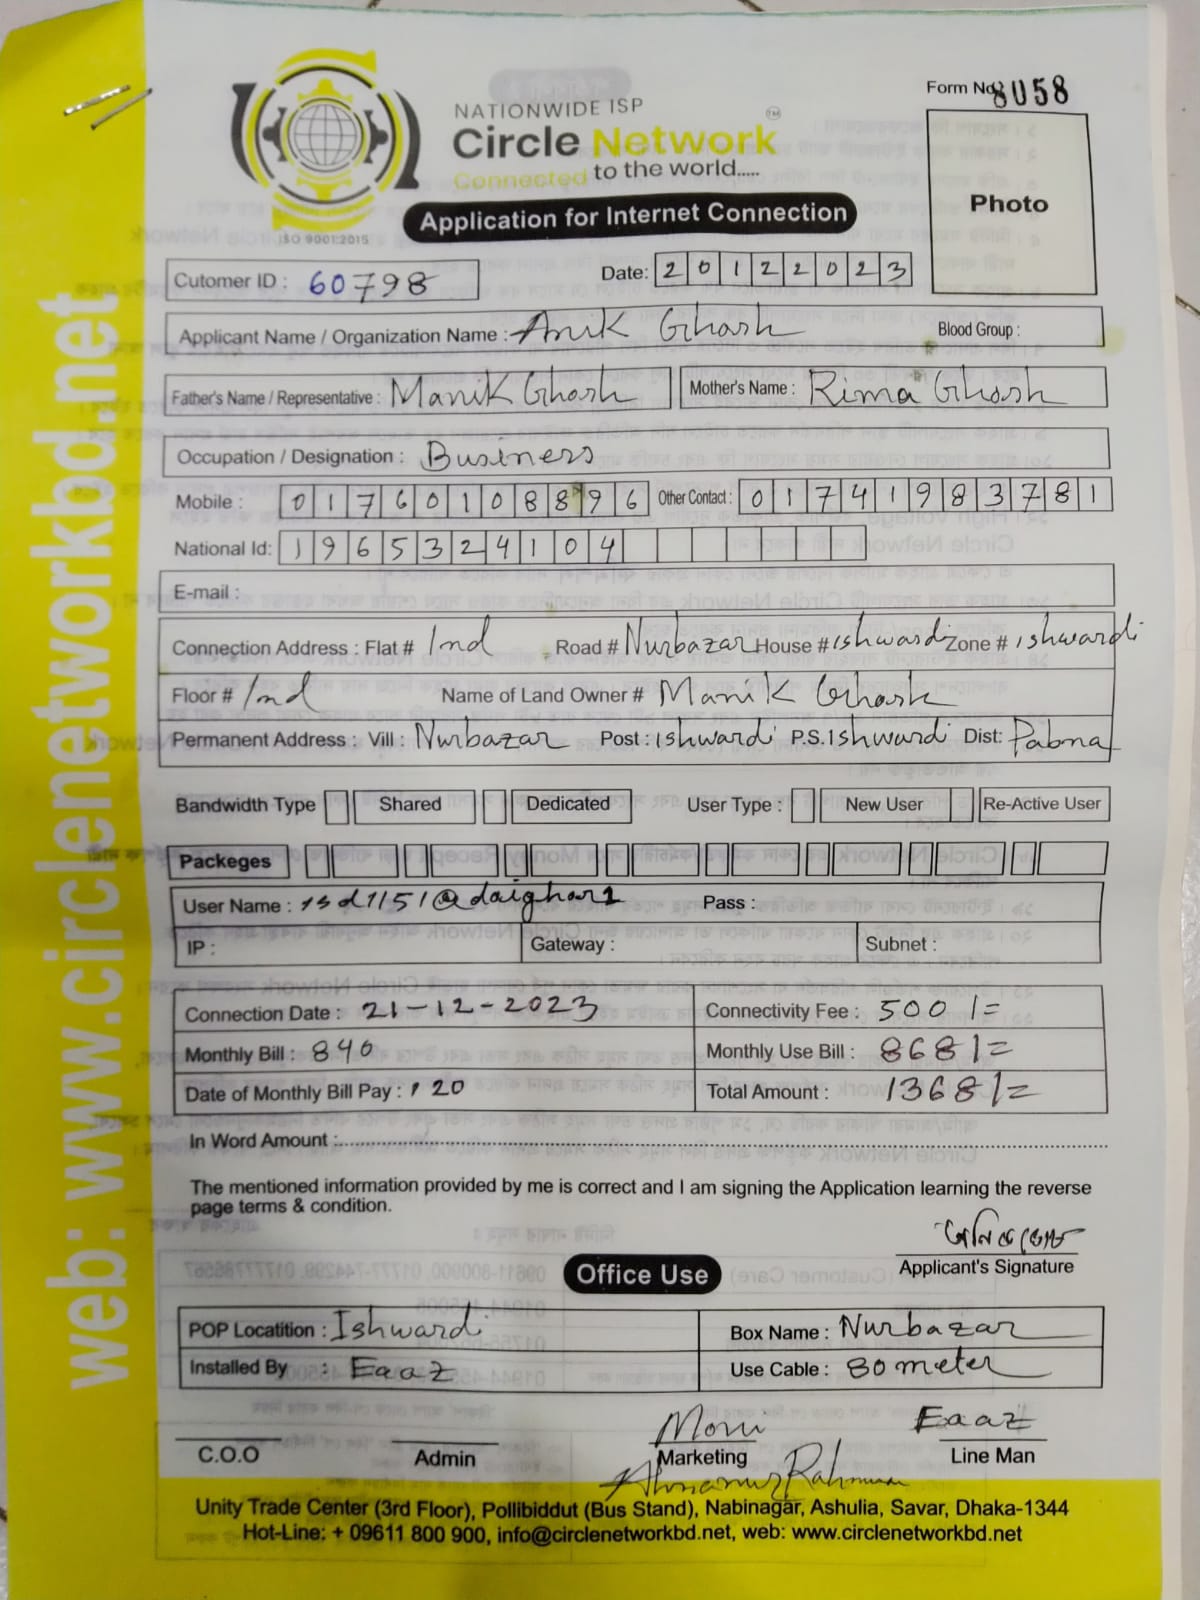 Form No 8058
NATIONWIDE ISP
Circle Network TM
Connected to the world.....
ISO 9001:2015
Application for Internet Connection
Photo
Cutomer ID : 60798 Date: 20122023
Applicant Name / Organization Name : Anik Ghosh Blood Group :
Father's Name / Representative : Manik Ghosh Mother's Name : Rima Ghosh
Occupation / Designation : Business
Mobile : 01760108896 Other Contact : 01741983781
National Id: 1965324104
E-mail :
Connection Address : Flat # 1nd Road # Nurbazar House # ishwardi Zone # ishwardi
Floor # 1nd Name of Land Owner # Manik Ghosh
Permanent Address : Vill : Nurbazar Post : ishwardi P.S. Ishwardi Dist: Pabna
Bandwidth Type Shared Dedicated User Type : New User Re-Active User
Packeges
User Name : isd1151@daighar1 Pass :
IP : Gateway : Subnet :
Connection Date : 21-12-2023 Connectivity Fee : 500/=
Monthly Bill : 840 Monthly Use Bill : 868/=
Date of Monthly Bill Pay : 20 Total Amount : 1368/=
In Word Amount :
The mentioned information provided by me is correct and I am signing the Application learning the reverse
page terms & condition.
Applicant's Signature
Office Use
POP Locatition : Ishwardi Box Name : Nurbazar
Installed By : Eaaz Use Cable : 80 meter
Eaaz
C.O.O Admin Marketing Line Man
Unity Trade Center (3rd Floor), Pollibiddut (Bus Stand), Nabinagar, Ashulia, Savar, Dhaka-1344
Hot-Line: + 09611 800 900, info@circlenetworkbd.net, web: www.circlenetworkbd.net
web: www.circlenetworkbd.net